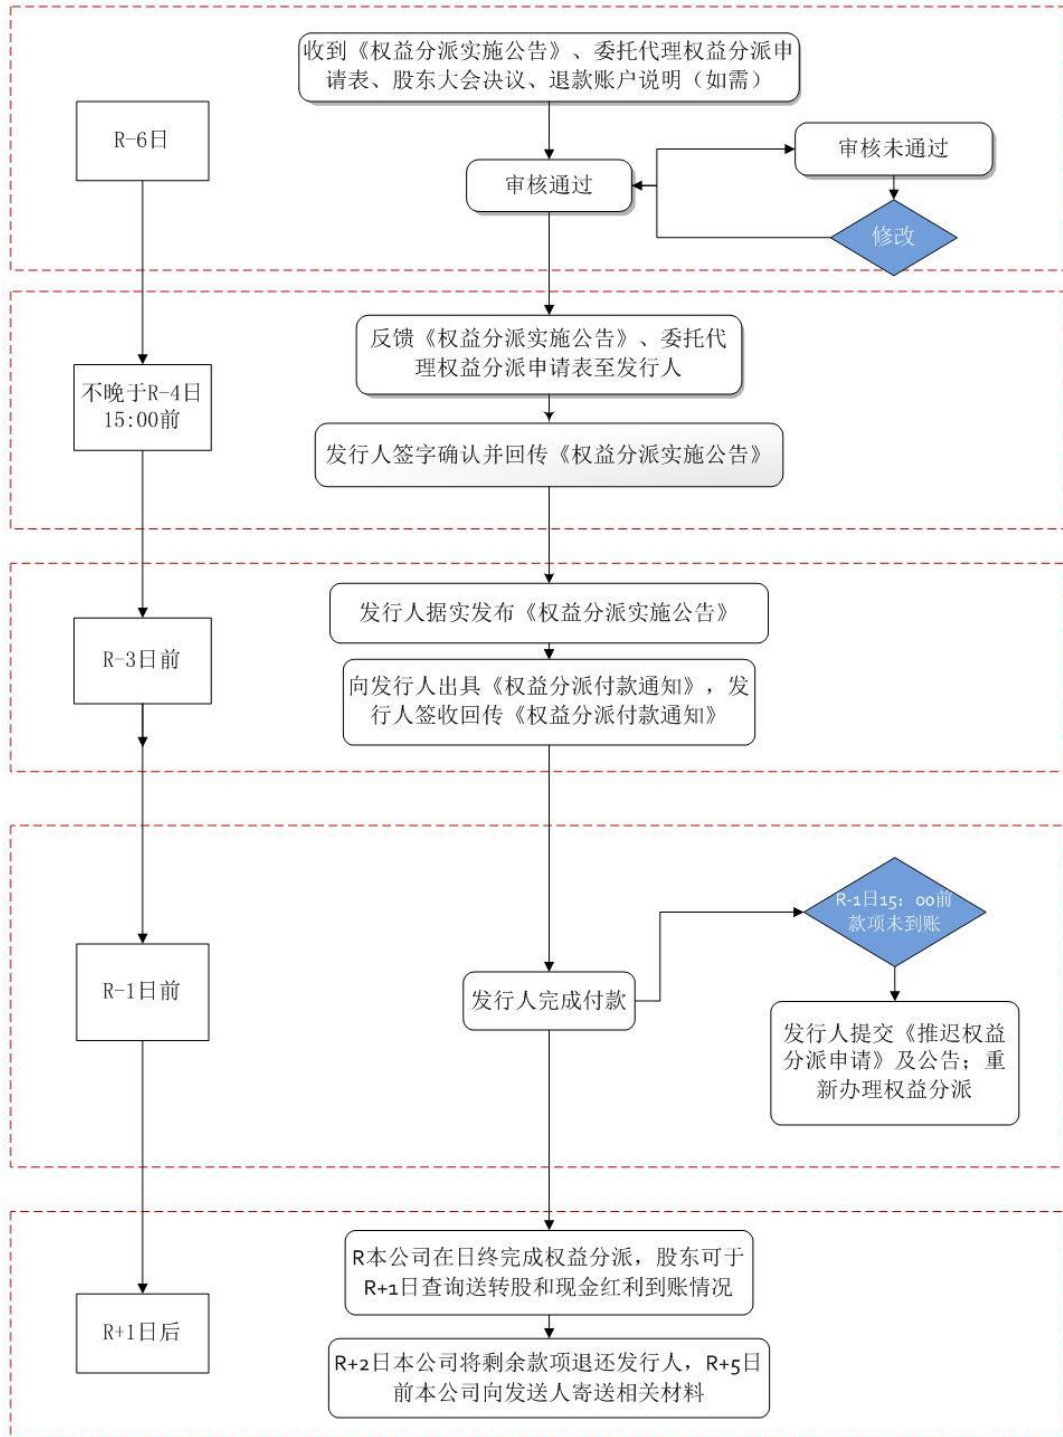 收到《权益分派实施公告》、委托代理权益分派申
请表、股东大会决议、退款账户说明（如需）
R-6日
审核未通过
审核通过
修改
反馈《权益分派实施公告》、委托代
理权益分派申请表至发行人
不晚于R-4日
15:00前
发行人签字确认并回传《权益分派实施公告》
发行人据实发布《权益分派实施公告》
R-3日前
向发行人出具《权益分派付款通知》，发
行人签收回传《权益分派付款通知》
R-1日15：00前
款项未到账
R-1日前
发行人完成付款
发行人提交《推迟权益
分派申请》及公告；重
新办理权益分派
R本公司在日终完成权益分派，股东可于
R+1日查询送转股和现金红利到账情况
R+1日后
R+2日本公司将剩余款项退还发行人，R+5日
前本公司向发送人寄送相关材料